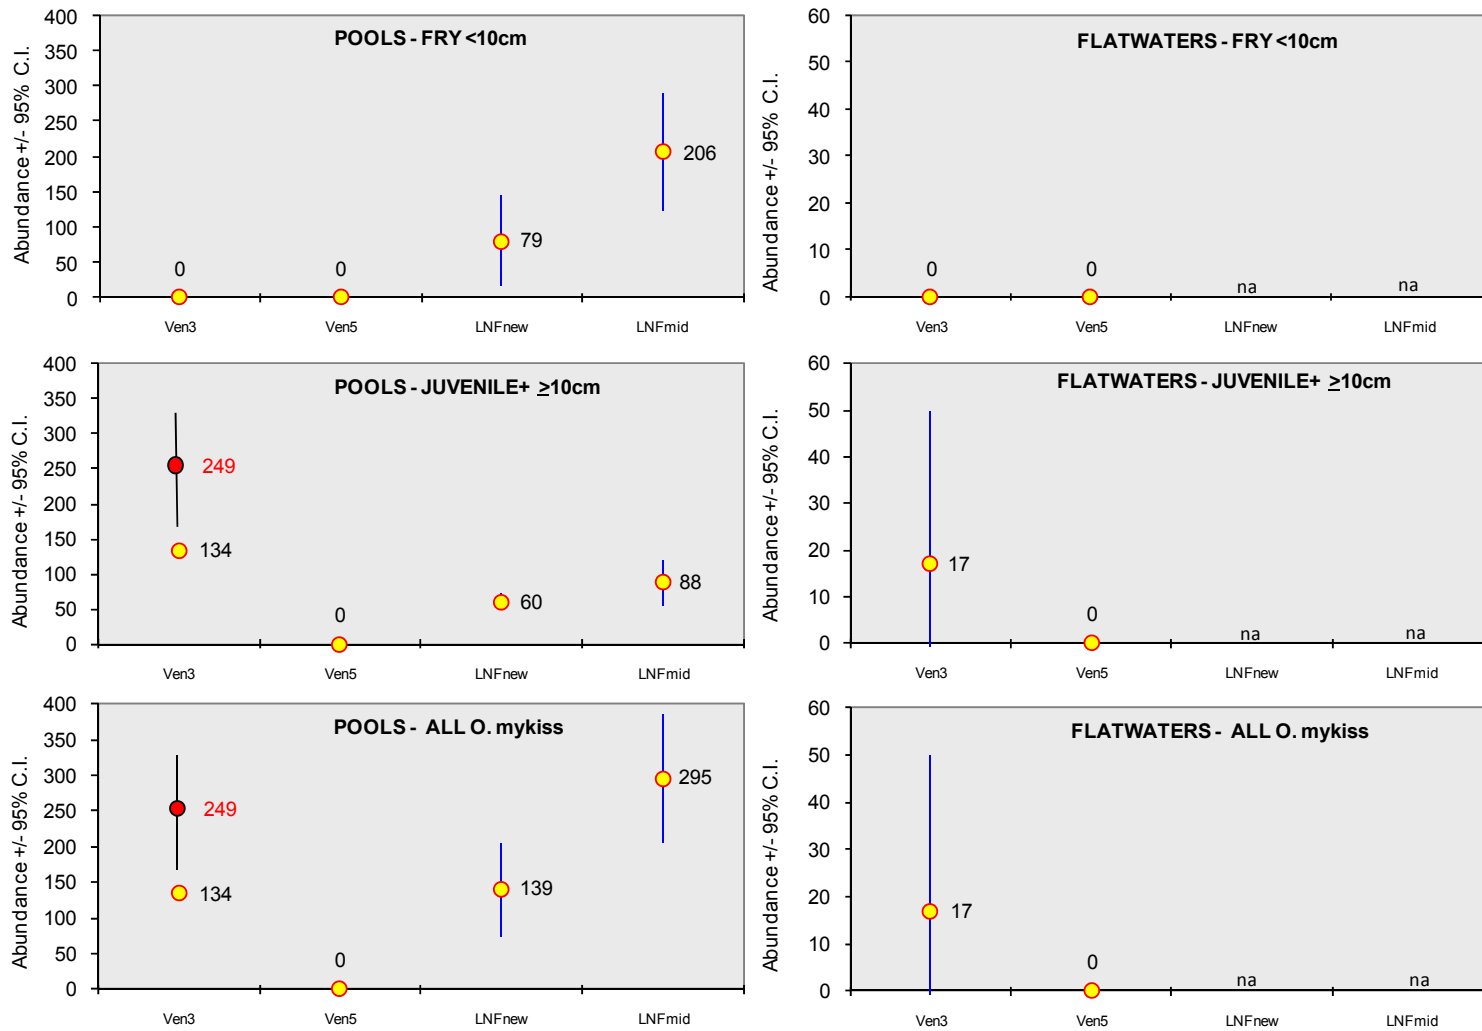 POOLS - FRY <10cm
Abundance +/- 95% C.I.
400
350
300
250
200
150
100
50
0
0
0
79
206
Ven3 Ven5 LNFnew LNFmid
FLATWATERS - FRY <10cm
Abundance +/- 95% C.I.
60
50
40
30
20
10
0
0
0
na
na
Ven3 Ven5 LNFnew LNFmid
POOLS - JUVENILE+ ≥10cm
Abundance +/- 95% C.I.
400
350
300
250
200
150
100
50
0
249
134
0
60
88
Ven3 Ven5 LNFnew LNFmid
FLATWATERS - JUVENILE+ ≥10cm
Abundance +/- 95% C.I.
60
50
40
30
20
10
0
17
0
na
na
Ven3 Ven5 LNFnew LNFmid
POOLS - ALL O. mykiss
Abundance +/- 95% C.I.
400
350
300
250
200
150
100
50
0
249
134
0
139
295
Ven3 Ven5 LNFnew LNFmid
FLATWATERS - ALL O. mykiss
Abundance +/- 95% C.I.
60
50
40
30
20
10
0
17
0
na
na
Ven3 Ven5 LNFnew LNFmid